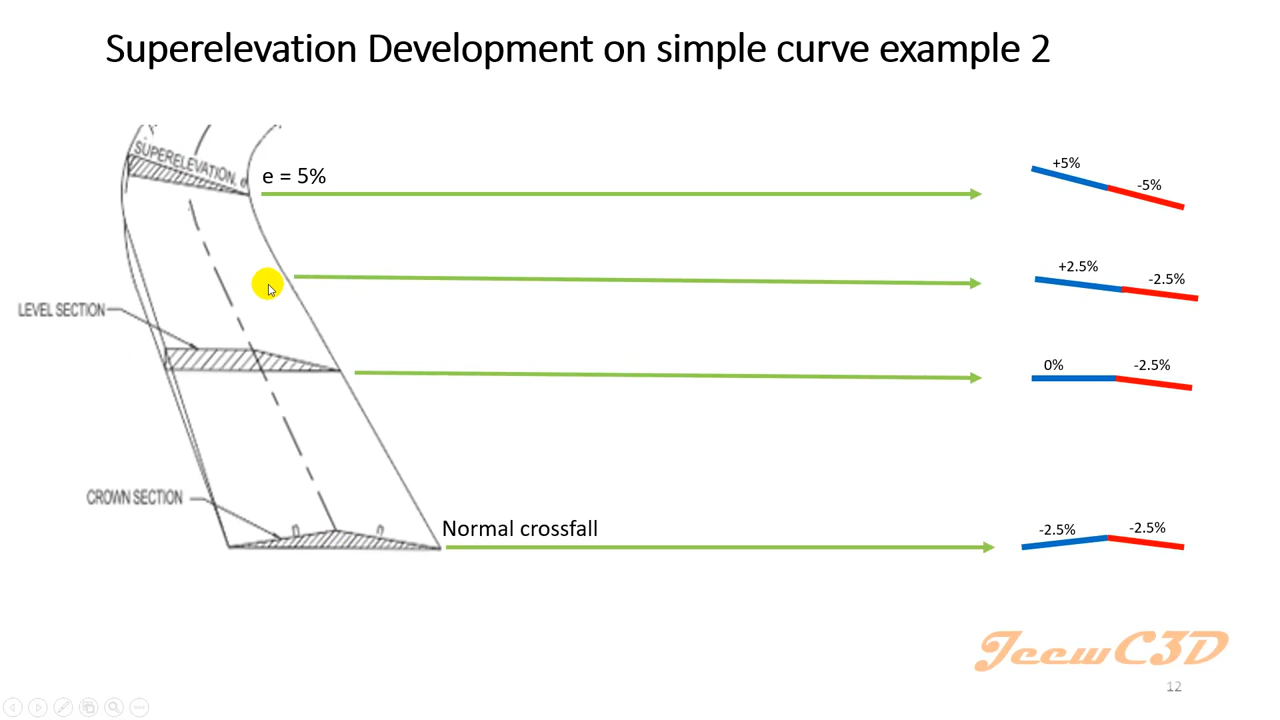 Superelevation Development on simple curve example 2
SUPERELEVATION, e
e = 5%
+5%
-5%
+2.5%
-2.5%
LEVEL SECTION
0%
-2.5%
CROWN SECTION
n
n
Normal crossfall
-2.5%
-2.5%
JeewC3D
12